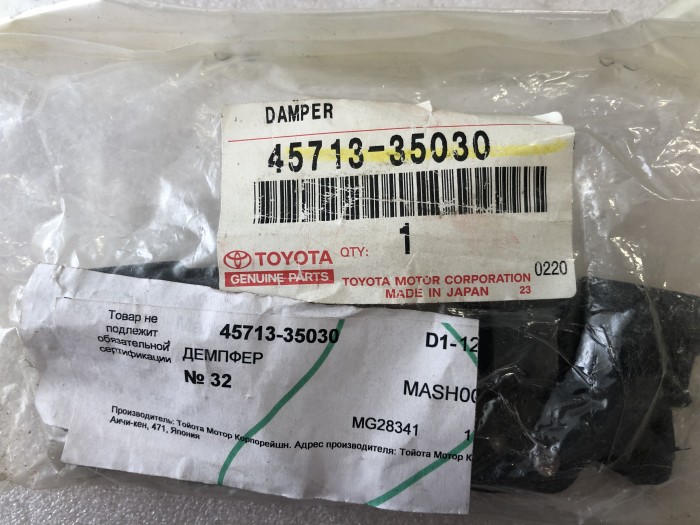 DAMPER
45713-35030
TOYOTA QTY: 1
GENUINE PARTS
TOYOTA MOTOR CORPORATION 0220
MADE IN JAPAN 23
Товар не
подлежит
обязательной
сертификации
45713-35030 D1-12
ДЕМПФЕР
№ 32
MASH00
MG28341 1
Производитель: Тойота Мотор Корпорейшн. Адрес производителя: Тойота Мотор К
Аичи-кен, 471, Япония